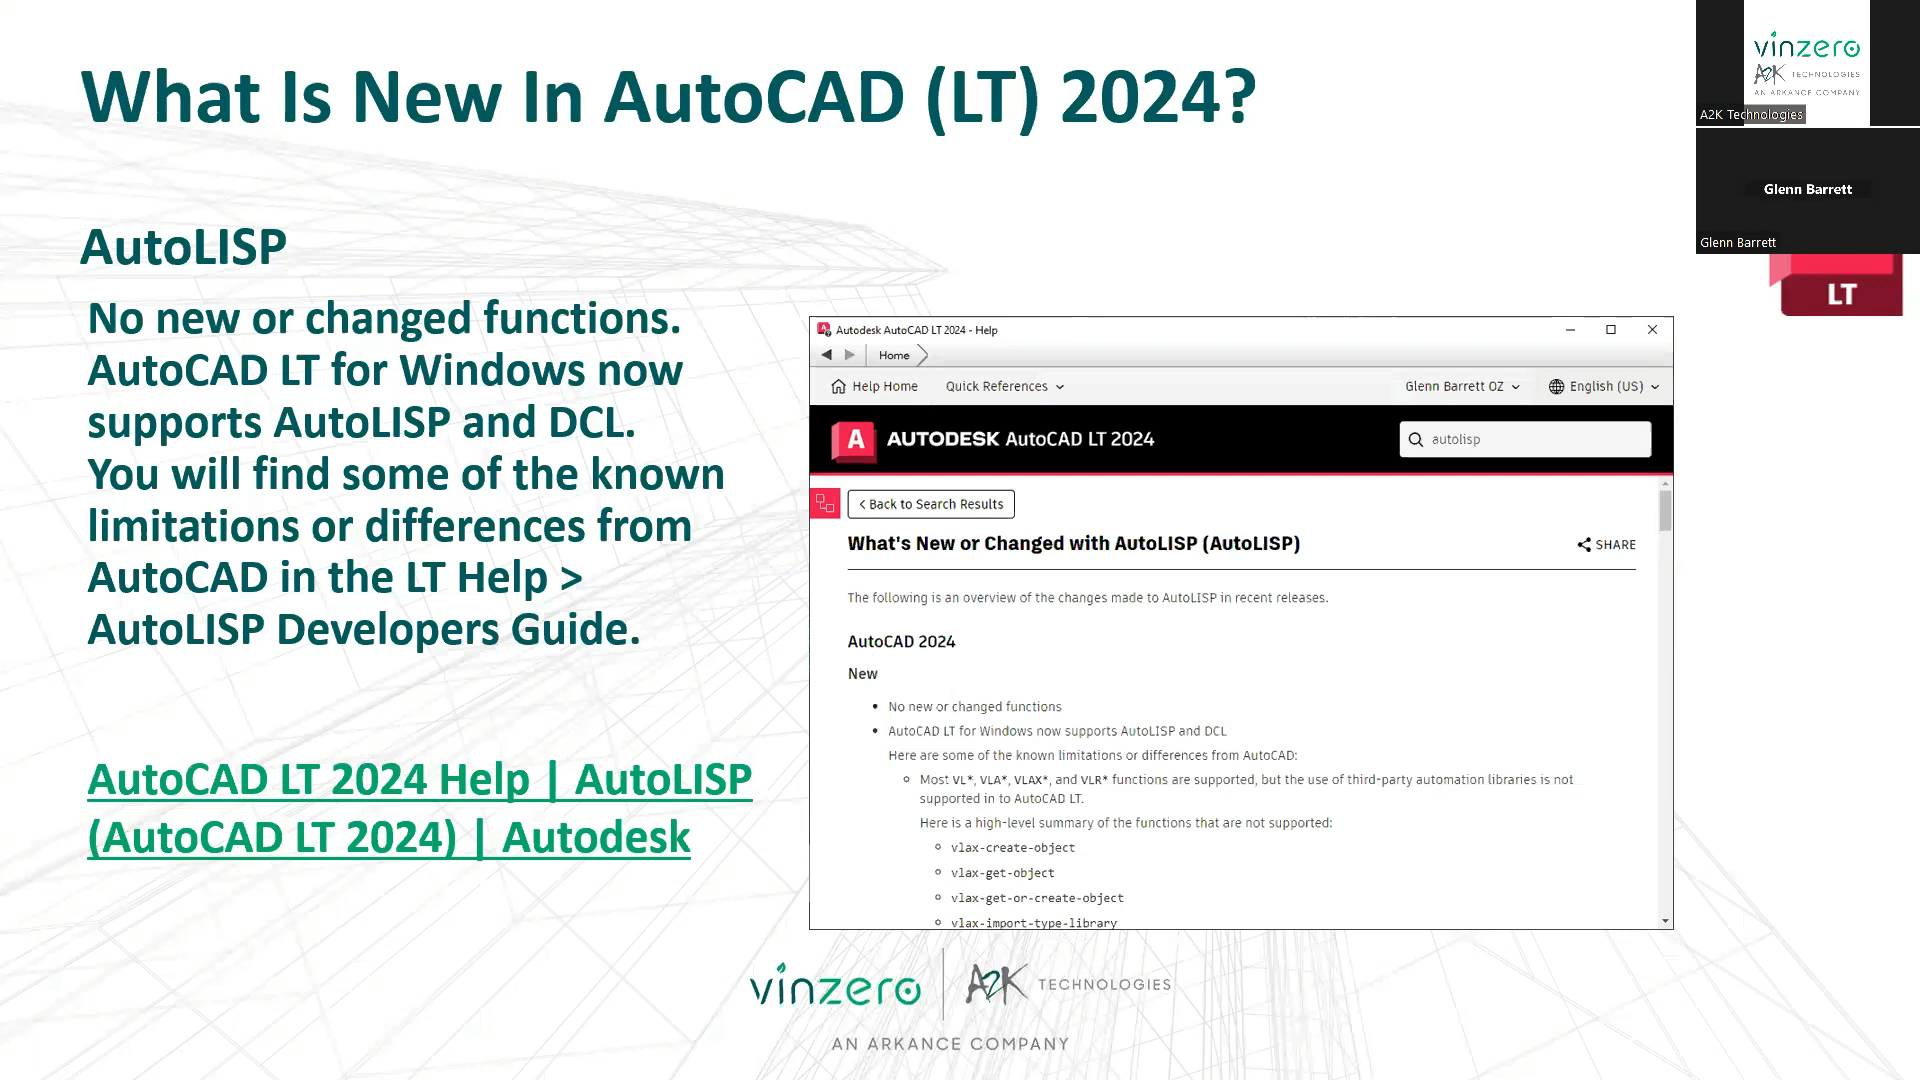 What Is New In AutoCAD (LT) 2024?
vinzero
A2K TECHNOLOGIES
AN ARKANCE COMPANY
A2K Technologies
Glenn Barrett
Glenn Barrett
LT
AutoLISP
No new or changed functions.
AutoCAD LT for Windows now
supports AutoLISP and DCL.
You will find some of the known
limitations or differences from
AutoCAD in the LT Help >
AutoLISP Developers Guide.
AutoCAD LT 2024 Help | AutoLISP
(AutoCAD LT 2024) | Autodesk
Autodesk AutoCAD LT 2024 - Help
Home
Help Home Quick References Glenn Barrett OZ English (US)
A AUTODESK AutoCAD LT 2024 autolisp
Back to Search Results
What's New or Changed with AutoLISP (AutoLISP) SHARE
The following is an overview of the changes made to AutoLISP in recent releases.
AutoCAD 2024
New
No new or changed functions
AutoCAD LT for Windows now supports AutoLISP and DCL
Here are some of the known limitations or differences from AutoCAD:
Most VL*, VLA*, VLAX*, and VLR* functions are supported, but the use of third-party automation libraries is not
supported in to AutoCAD LT.
Here is a high-level summary of the functions that are not supported:
vlax-create-object
vlax-get-object
vlax-get-or-create-object
vlax-import-type-library
vinzero A2K TECHNOLOGIES
AN ARKANCE COMPANY